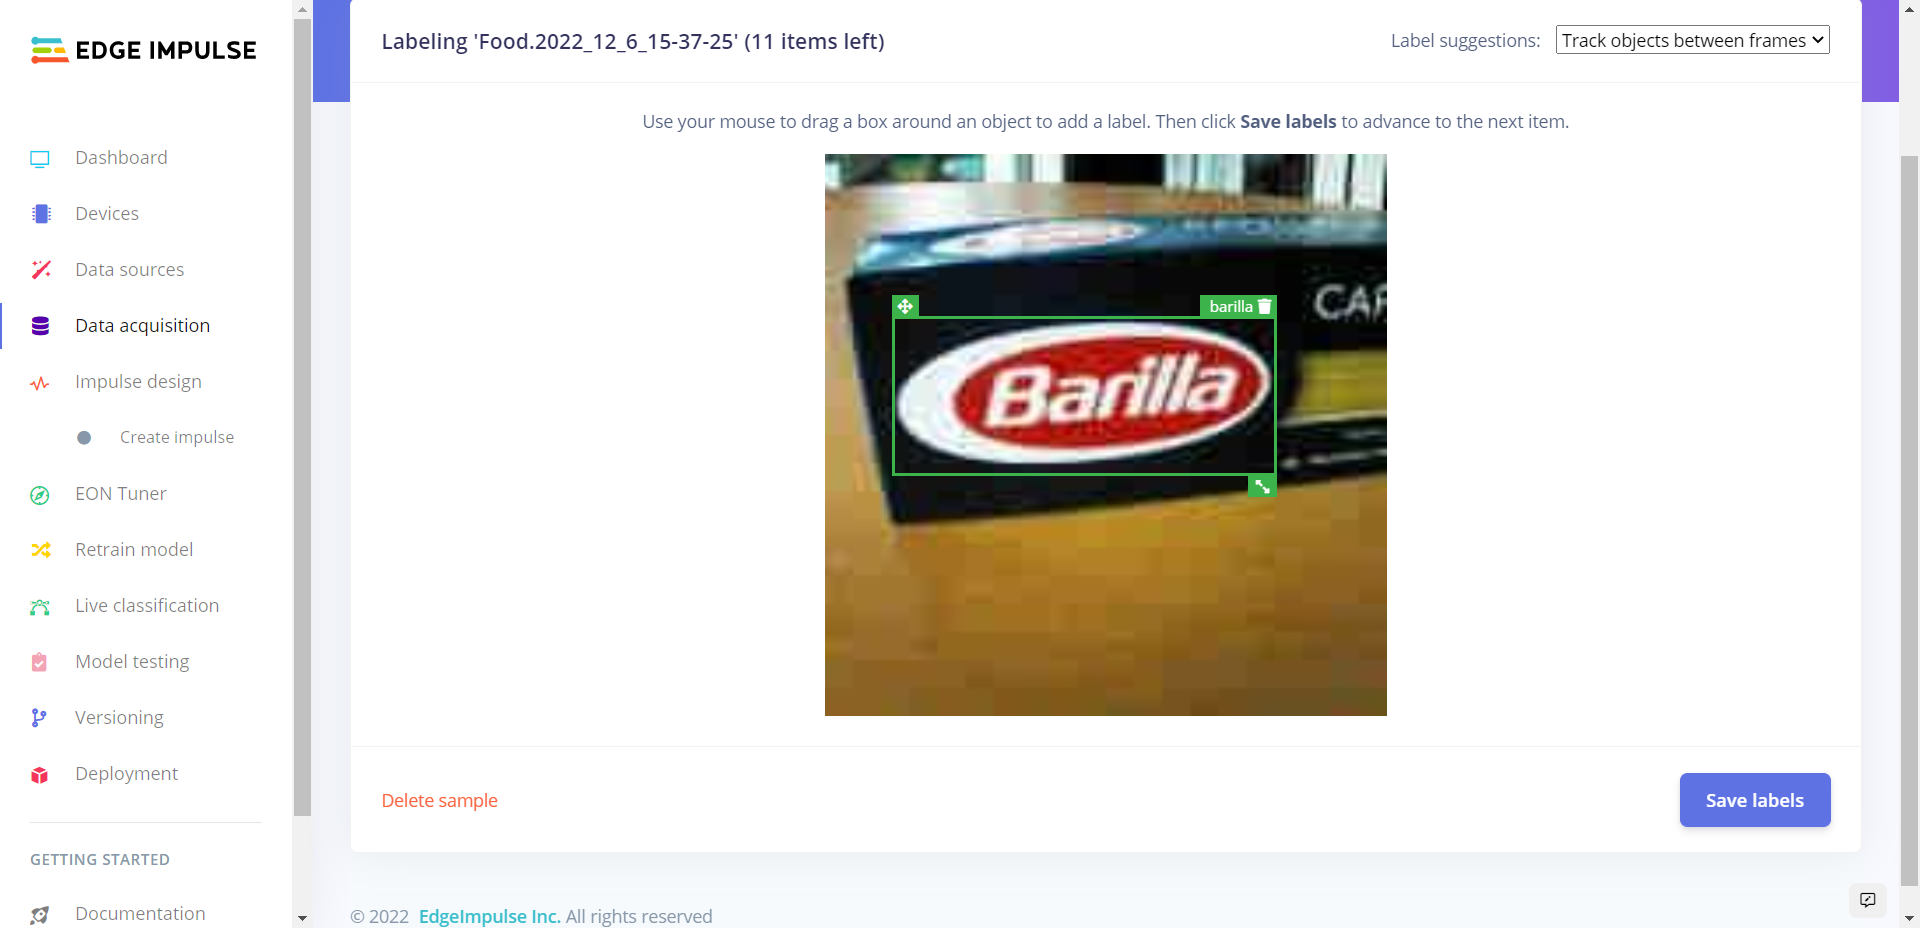 EDGE IMPULSE
Dashboard
Devices
Data sources
Data acquisition
Impulse design
Create impulse
EON Tuner
Retrain model
Live classification
Model testing
Versioning
Deployment
GETTING STARTED
Documentation
Labeling 'Food.2022_12_6_15-37-25' (11 items left)
Label suggestions:
Track objects between frames
Use your mouse to drag a box around an object to add a label. Then click Save labels to advance to the next item.
barilla
CAF
Barilla
Delete sample
Save labels
© 2022 EdgeImpulse Inc. All rights reserved